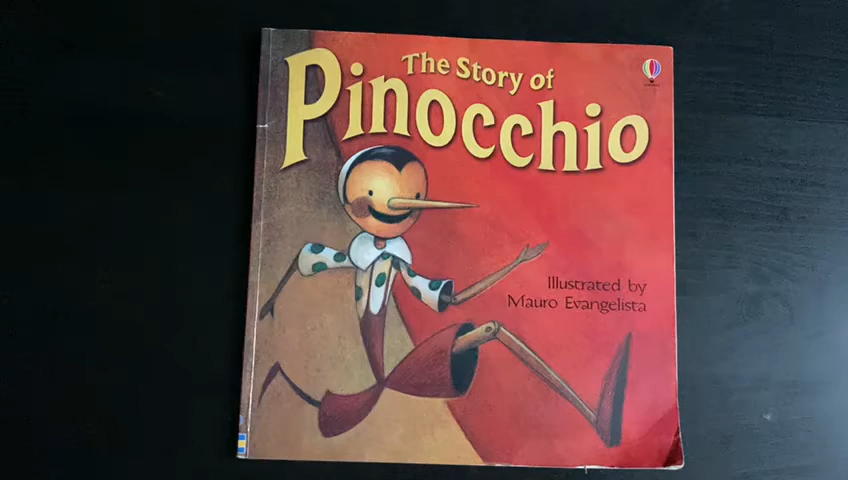 The Story of
Pinocchio
Illustrated by
Mauro Evangelista